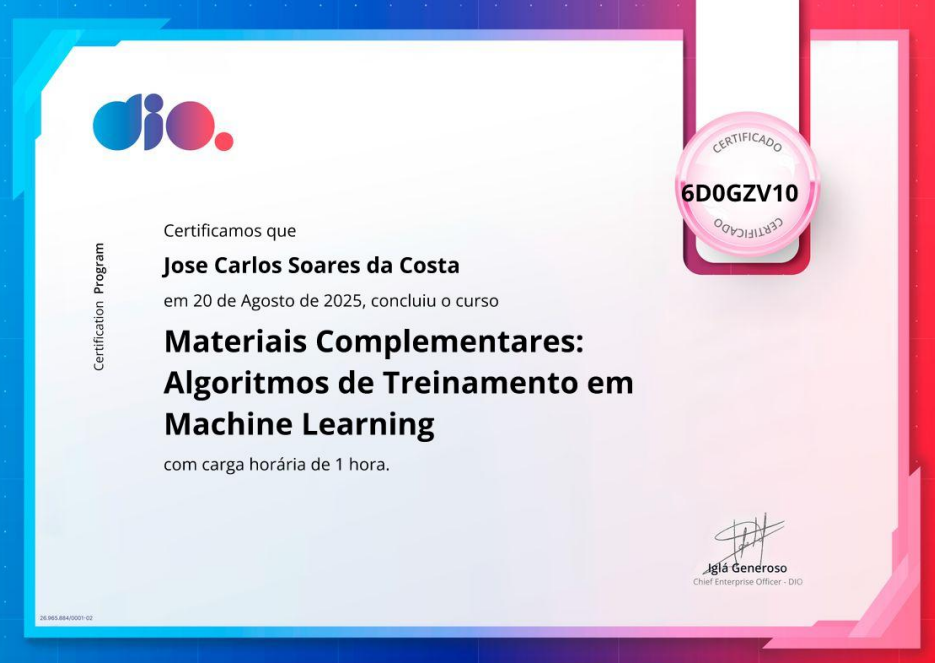 dio.
CERTIFICADO
6D0GZV10
CERTIFICADO
Certification Program
Certificamos que
Jose Carlos Soares da Costa
em 20 de Agosto de 2025, concluiu o curso
Materiais Complementares:
Algoritmos de Treinamento em
Machine Learning
com carga horária de 1 hora.
Iglá Generoso
Chief Enterprise Officer - DIO
26.965.884/0001-02